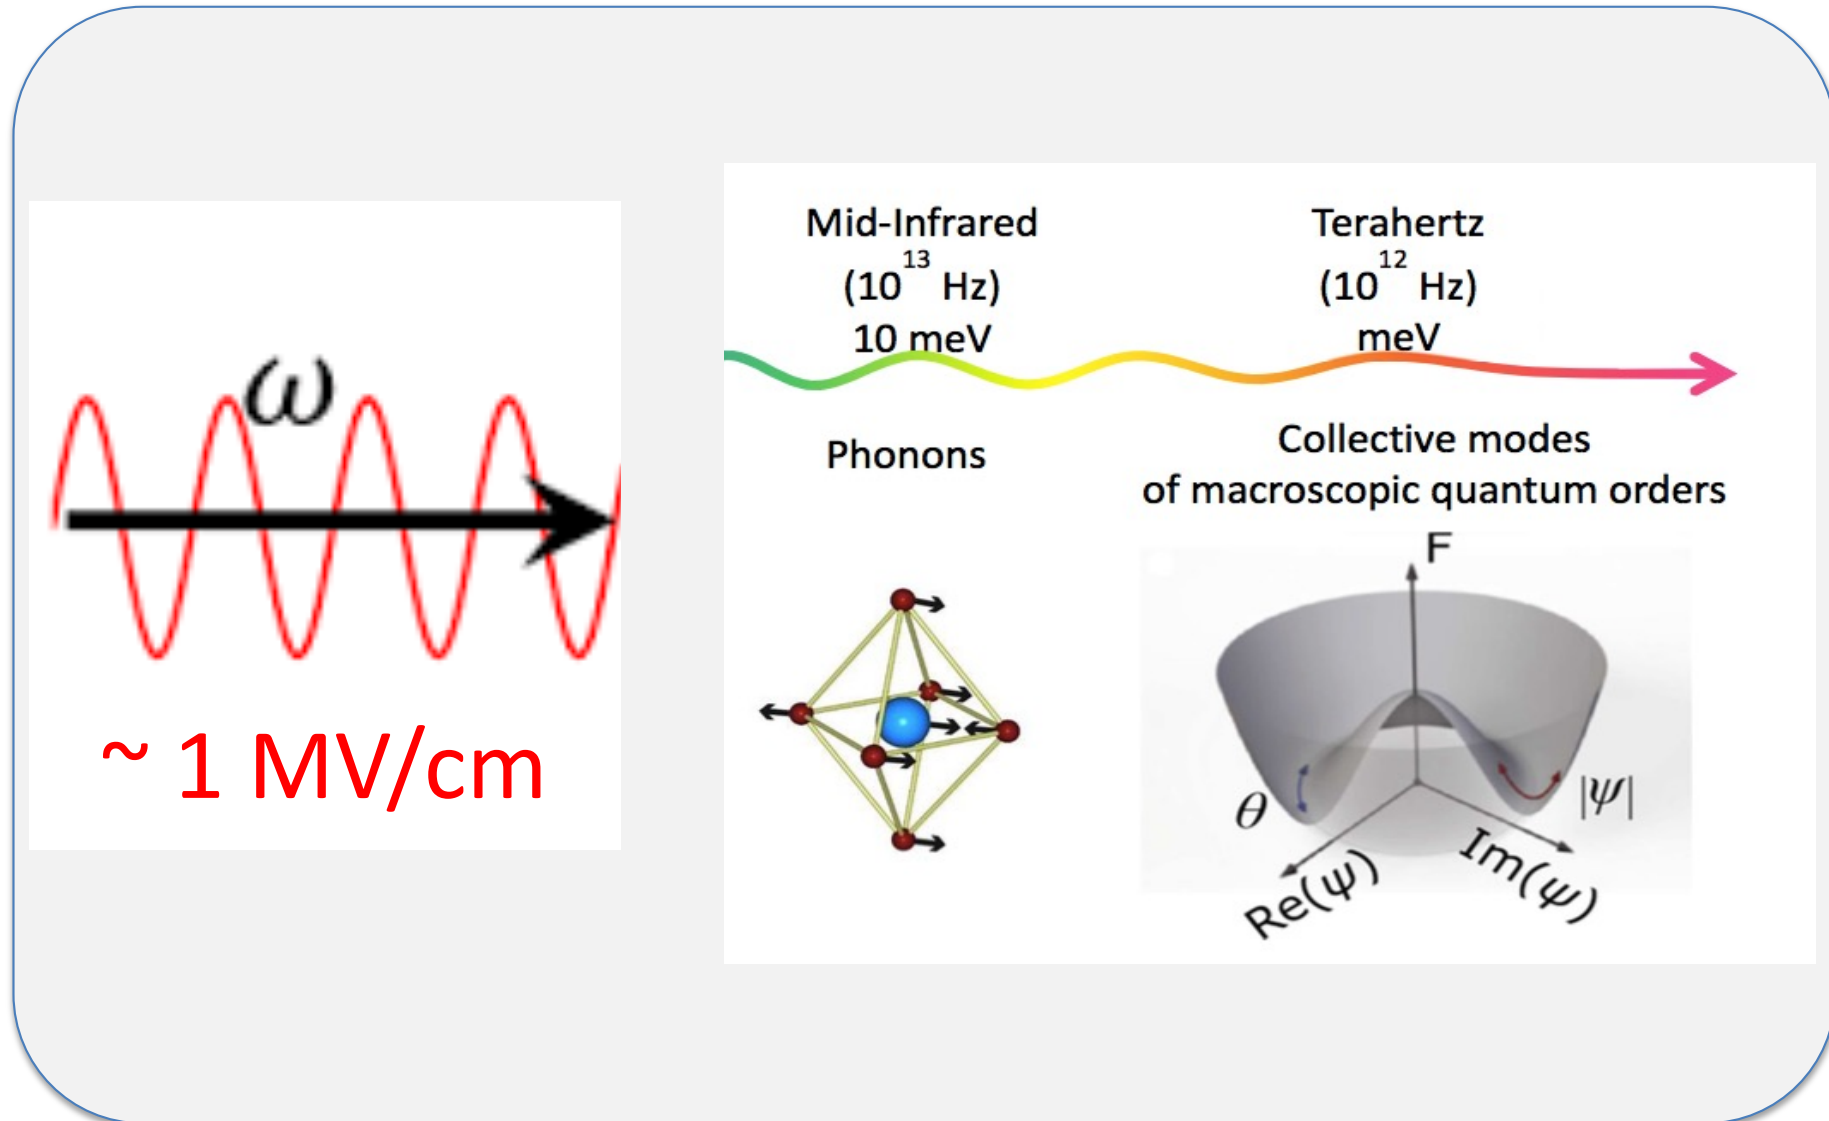 ω
~ 1 MV/cm
Mid-Infrared
(10¹³ Hz)
10 meV
Terahertz
(10¹² Hz)
meV
Phonons
Collective modes
of macroscopic quantum orders
F
θ
|ψ|
Re(ψ)
Im(ψ)